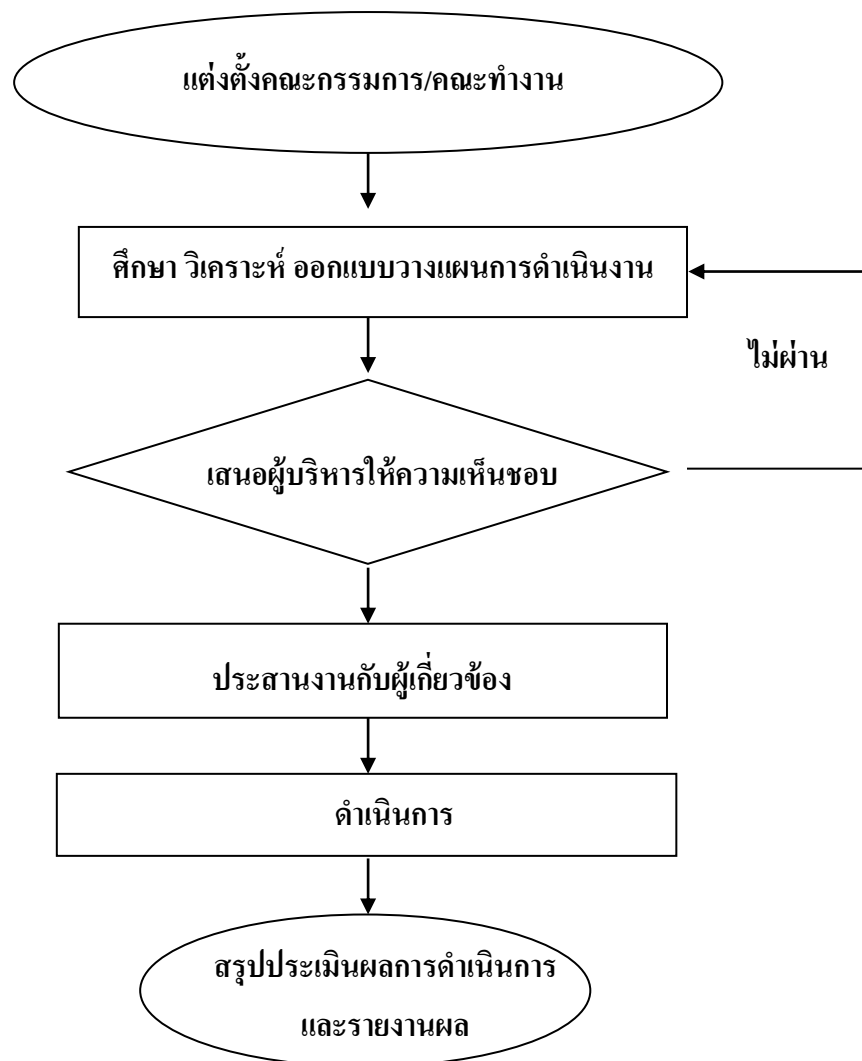 แต่งตั้งคณะกรรมการ/คณะทำงาน
ศึกษา วิเคราะห์ ออกแบบวางแผนการดำเนินงาน
ไม่ผ่าน
เสนอผู้บริหารให้ความเห็นชอบ
ประสานงานกับผู้เกี่ยวข้อง
ดำเนินการ
สรุปประเมินผลการดำเนินการ
และรายงานผล